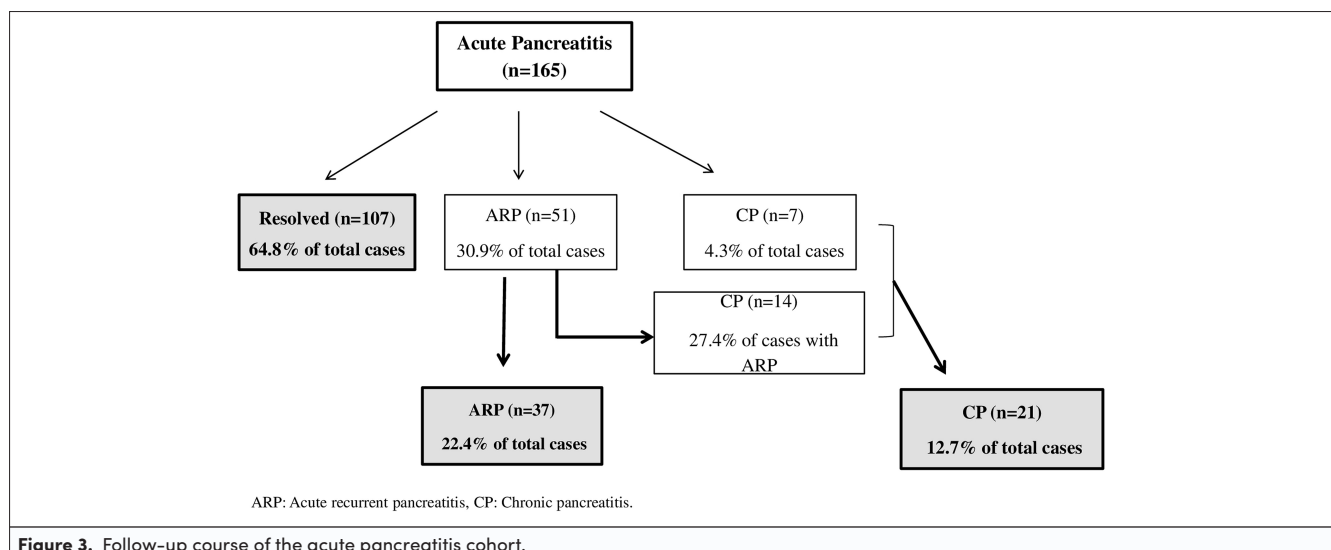 Acute Pancreatitis
(n=165)
Resolved (n=107)
64.8% of total cases
ARP (n=51)
30.9% of total cases
CP (n=7)
4.3% of total cases
CP (n=14)
27.4% of cases with
ARP
ARP (n=37)
22.4% of total cases
CP (n=21)
12.7% of total cases
ARP: Acute recurrent pancreatitis, CP: Chronic pancreatitis.
Figure 3. Follow-up course of the acute pancreatitis cohort.